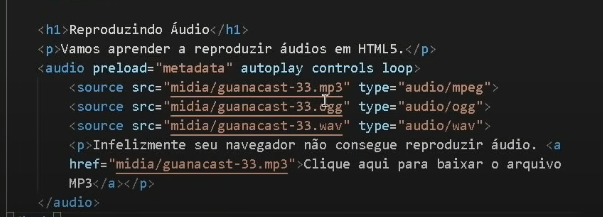 <h1>Reproduzindo Áudio</h1>
<p>Vamos aprender a reproduzir áudios em HTML5.</p>
<audio preload="metadata" autoplay controls loop>
<source src="midia/guanacast-33.mp3" type="audio/mpeg">
<source src="midia/guanacast-33.ogg" type="audio/ogg">
<source src="midia/guanacast-33.wav" type="audio/wav">
<p>Infelizmente seu navegador não consegue reproduzir áudio. <a
href="midia/guanacast-33.mp3">Clique aqui para baixar o arquivo
MP3</a></p>
</audio>